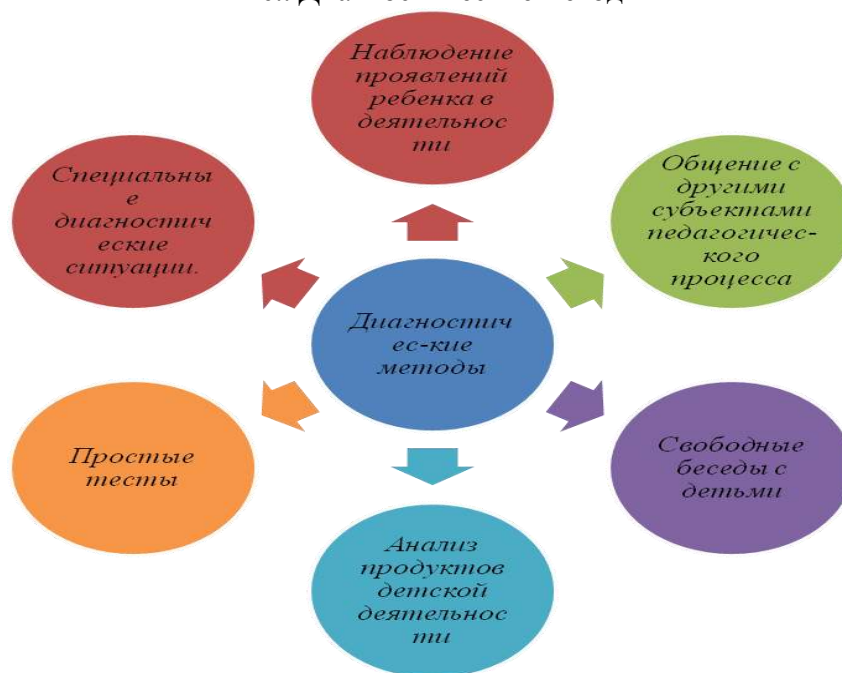 Наблюдение
проявлений
ребенка в
деятельнос
ти
Общение с
другими
субъектами
педагогичес-
кого
процесса
Свободные
беседы с
детьми
Анализ
продуктов
детской
деятельнос
ти
Простые
тесты
Специальны
е
диагностич
еские
ситуации.
Диагностич
ес-кие
методы